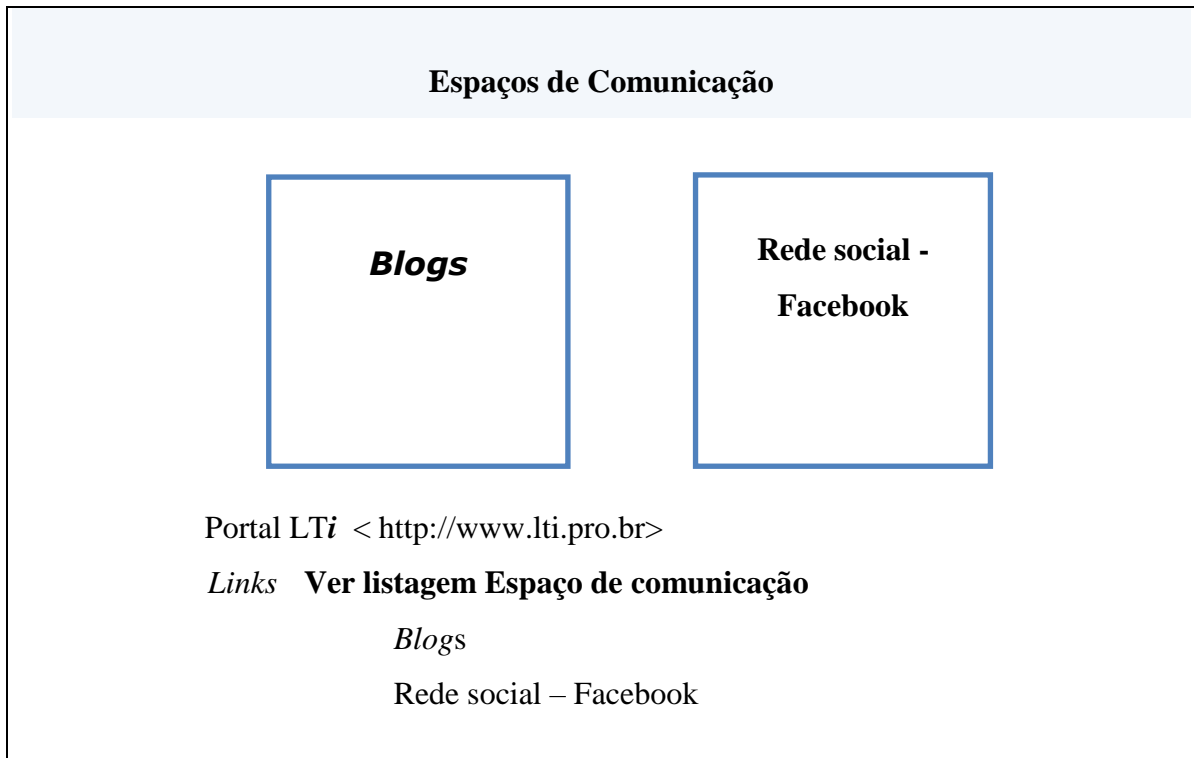 Espaços de Comunicação
Blogs
Rede social -
Facebook
Portal LTi < http://www.lti.pro.br>
Links Ver listagem Espaço de comunicação
Blogs
Rede social – Facebook